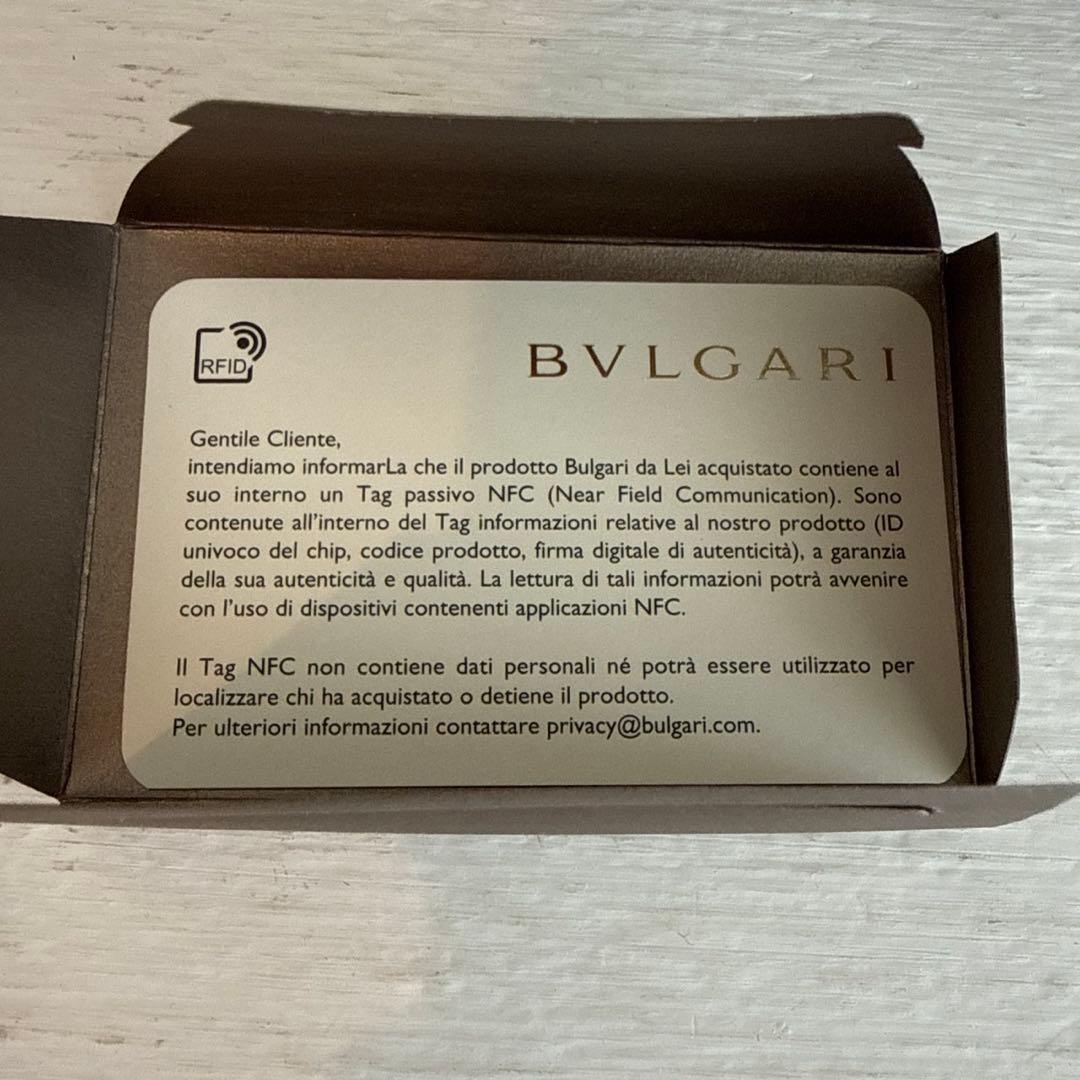 RFID
BVLGARI
Gentile Cliente,
intendiamo informarLa che il prodotto Bulgari da Lei acquistato contiene al
suo interno un Tag passivo NFC (Near Field Communication). Sono
contenute all'interno del Tag informazioni relative al nostro prodotto (ID
univoco del chip, codice prodotto, firma digitale di autenticità), a garanzia
della sua autenticità e qualità. La lettura di tali informazioni potrà avvenire
con l'uso di dispositivi contenenti applicazioni NFC.
Il Tag NFC non contiene dati personali né potrà essere utilizzato per
localizzare chi ha acquistato o detiene il prodotto.
Per ulteriori informazioni contattare privacy@bulgari.com.